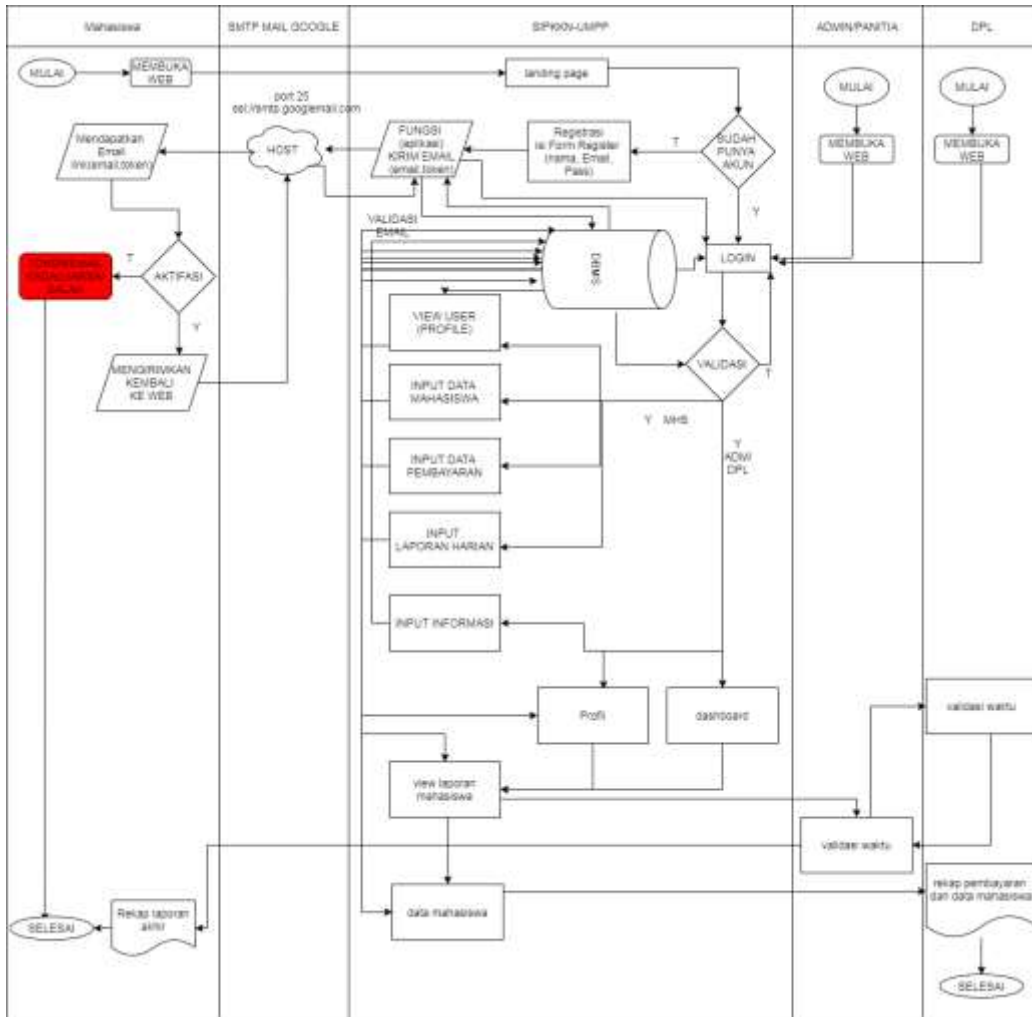 Mahasiswa
SMTP MAIL GOOGLE
SIPKKN-UMPP
ADMIN/PANITIA
DPL
MULAI
MEMBUKA
WEB
landing page
MULAI
MULAI
port 25
ssl://smtp.googlemail.com
Mendapatkan
Email
HOST
FUNGSI
(aplikasi)
KIRIM EMAIL
(email,token)
Registrasi
isi Form Register
(nama, Email,
Pass)
T
SUDAH
PUNYA
AKUN
MEMBUKA
WEB
MEMBUKA
WEB
Y
VALIDASI
EMAIL
DBMS
LOGIN
T
AKTIFASI
SALAH
Y
VIEW USER
(PROFILE)
VALIDASI
T
MENGIRIMKAN
KEMBALI
KE WEB
INPUT DATA
MAHASISWA
Y MHS
Y
ADMI
DPL
INPUT DATA
PEMBAYARAN
INPUT
LAPORAN HARIAN
INPUT INFORMASI
Profil
dashboard
validasi waktu
view laporan
mahasiswa
validasi waktu
data mahasiswa
rekap pembayaran
dan data mahasiswa
Rekap laporan
akhir
SELESAI
SELESAI